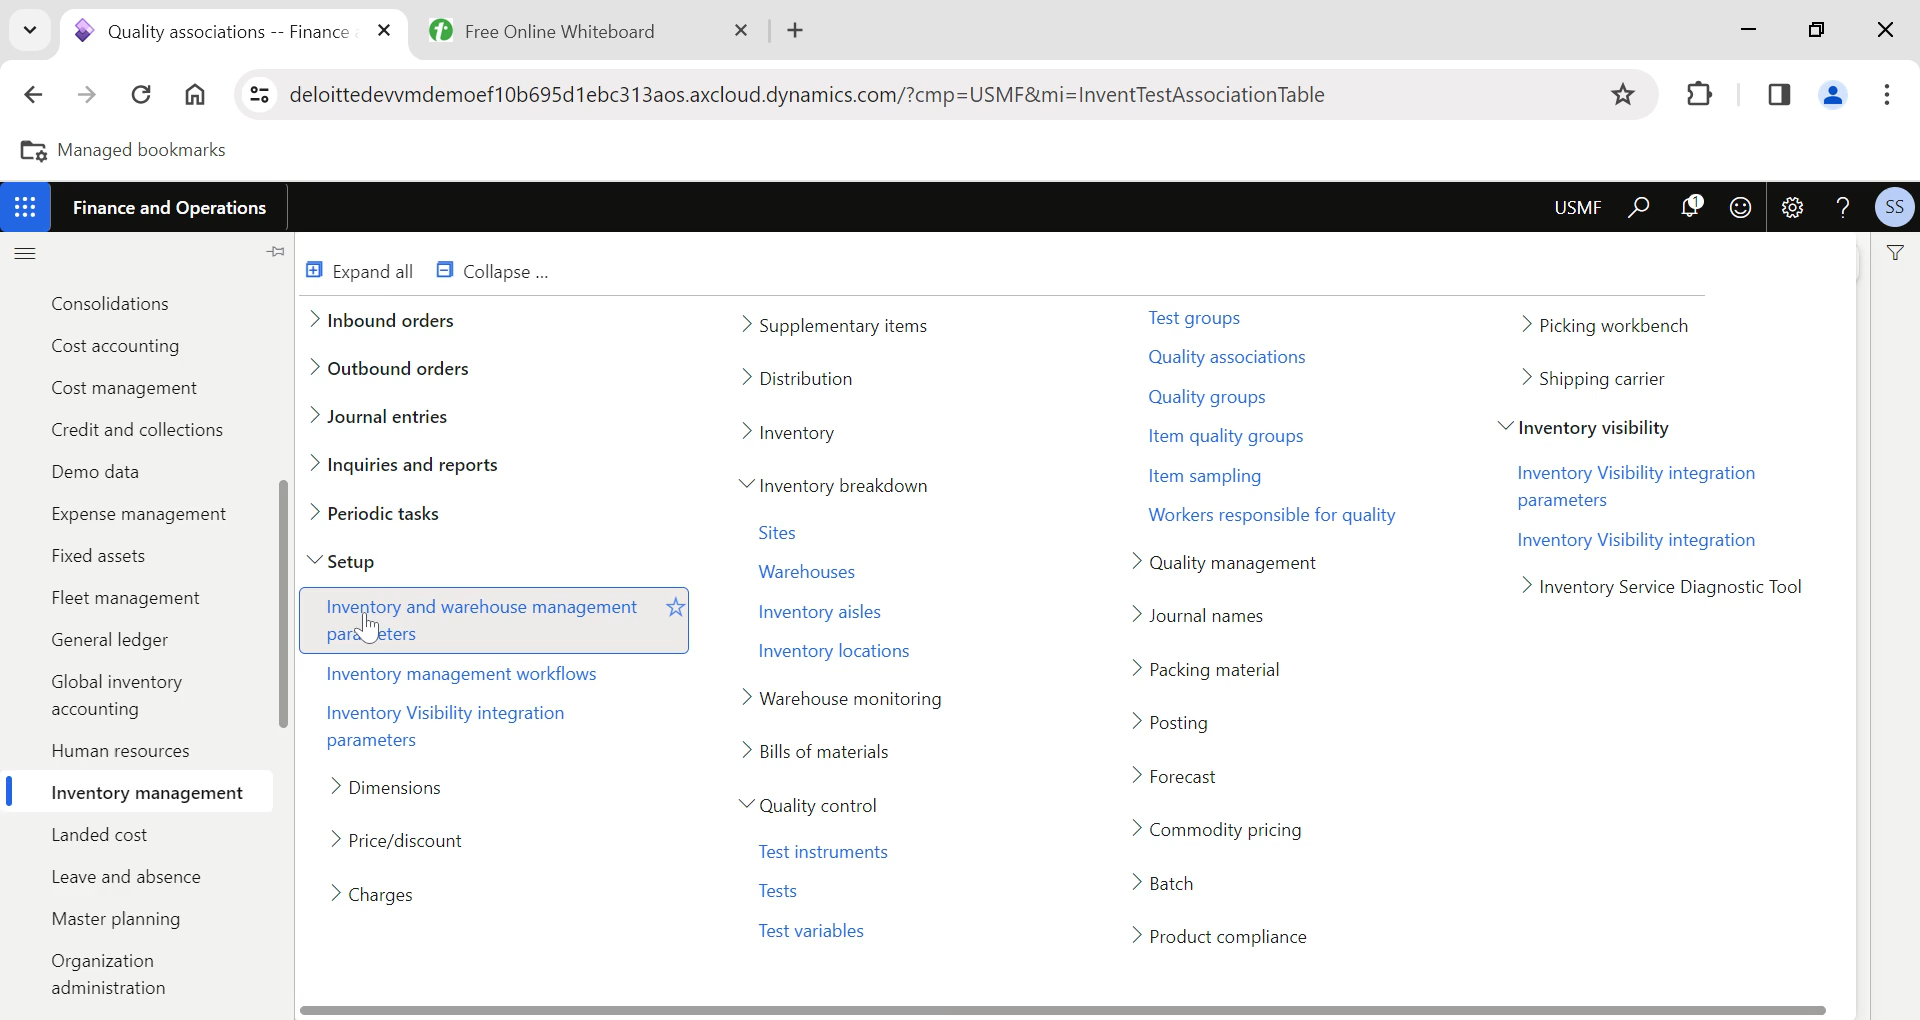 Quality associations -- Finance
Free Online Whiteboard
deloittedevvmdemoef10b695d1ebc313aos.axcloud.dynamics.com/?cmp=USMF&mi=InventTestAssociationTable
Managed bookmarks
Finance and Operations
USMF
1
?
SS
Expand all
Collapse ...
Consolidations
Cost accounting
Cost management
Credit and collections
Demo data
Expense management
Fixed assets
Fleet management
General ledger
Global inventory
accounting
Human resources
Inventory management
Landed cost
Leave and absence
Master planning
Organization
administration
Inbound orders
Outbound orders
Journal entries
Inquiries and reports
Periodic tasks
Setup
Inventory and warehouse management
parameters
Inventory management workflows
Inventory Visibility integration
parameters
Dimensions
Price/discount
Charges
Supplementary items
Distribution
Inventory
Inventory breakdown
Sites
Warehouses
Inventory aisles
Inventory locations
Warehouse monitoring
Bills of materials
Quality control
Test instruments
Tests
Test variables
Test groups
Quality associations
Quality groups
Item quality groups
Item sampling
Workers responsible for quality
Quality management
Journal names
Packing material
Posting
Forecast
Commodity pricing
Batch
Product compliance
Picking workbench
Shipping carrier
Inventory visibility
Inventory Visibility integration
parameters
Inventory Visibility integration
Inventory Service Diagnostic Tool